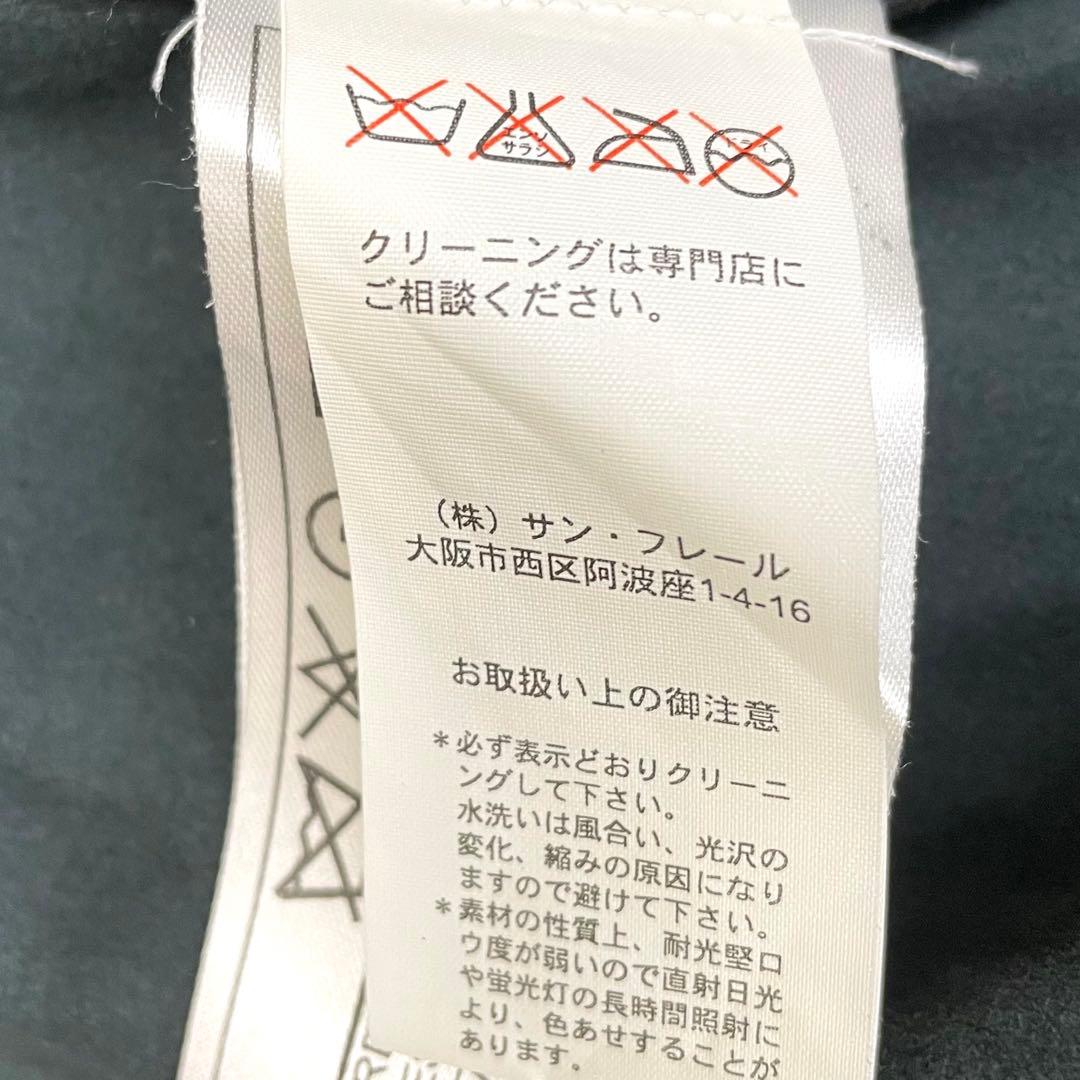 エンソ
サラシ
ドライ
クリーニングは専門店に
ご相談ください。
（株）サン・フレール
大阪市西区阿波座1-4-16
お取扱い上の御注意
＊必ず表示どおりクリーニ
ングして下さい。
水洗いは風合い、光沢の
変化、縮みの原因になり
ますので避けて下さい。
＊素材の性質上、耐光堅ロ
ウ度が弱いので直射日光
や蛍光灯の長時間照射に
より、色あせすることが
あります。